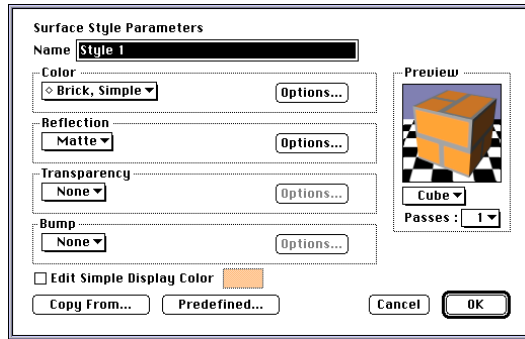 Surface Style Parameters
Name Style 1
Color
◇ Brick, Simple ▼ Options...
Reflection
Matte ▼ Options...
Transparency
None ▼ Options...
Bump
None ▼ Options...
Preview
Cube ▼
Passes : 1 ▼
Edit Simple Display Color
Copy From... Predefined... Cancel OK